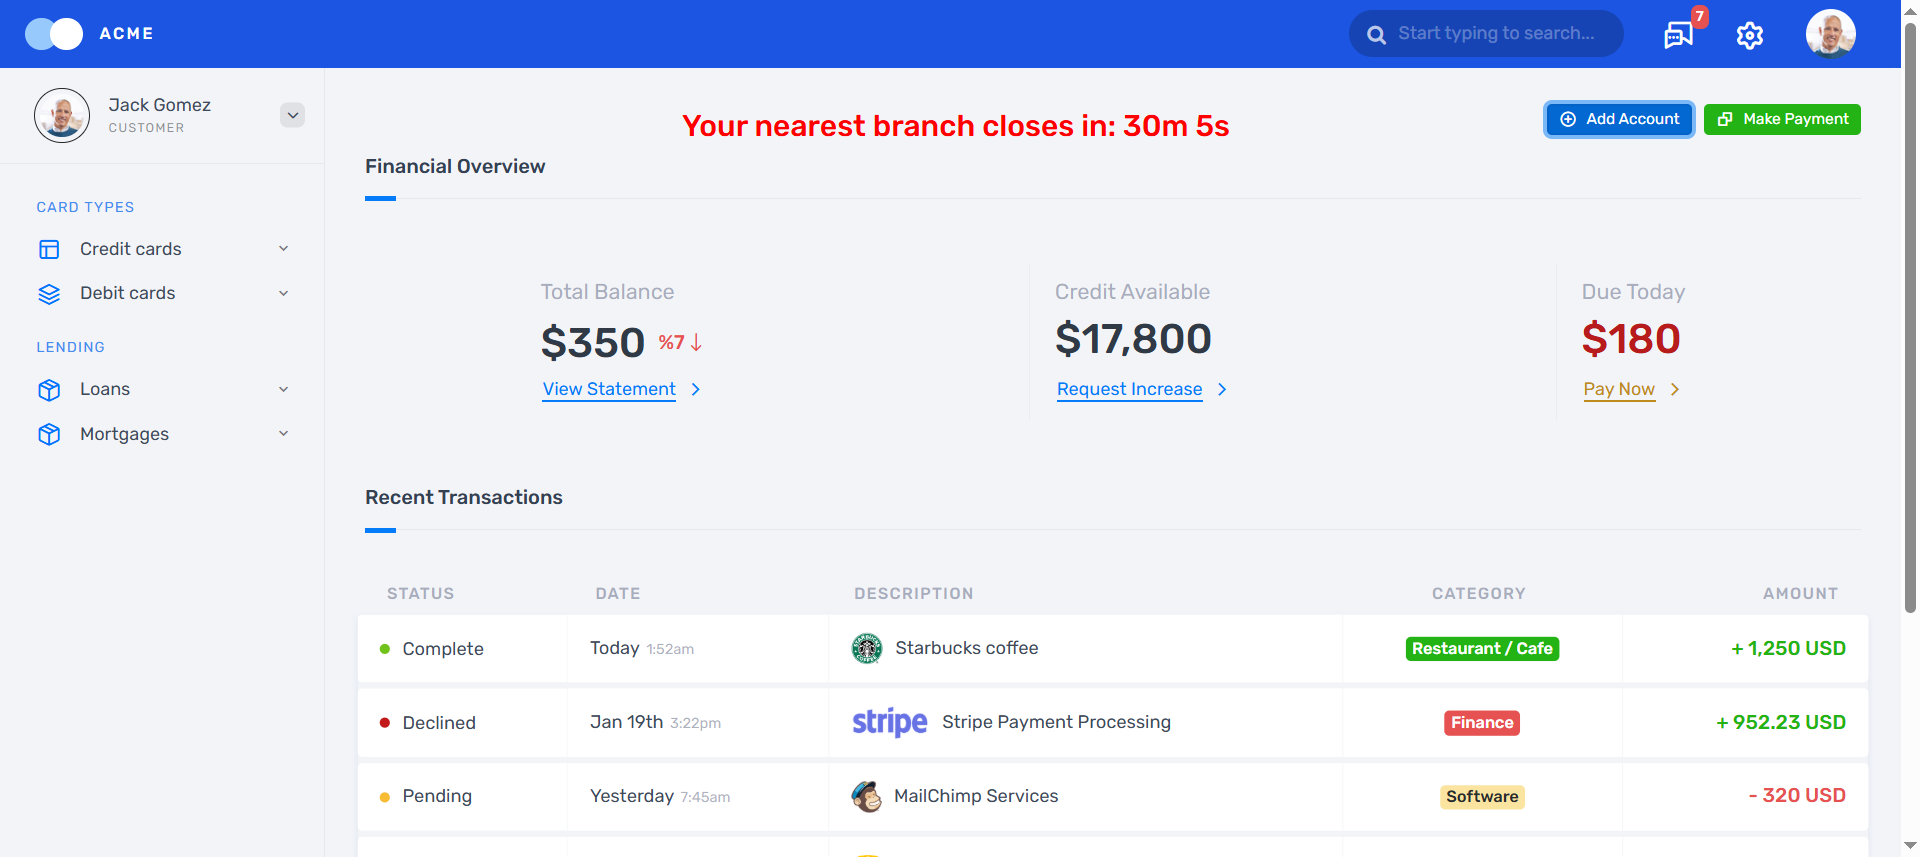 ACME
Start typing to search...
7
Jack Gomez
CUSTOMER
Your nearest branch closes in: 30m 5s
Add Account
Make Payment
Financial Overview
CARD TYPES
Credit cards
Debit cards
LENDING
Loans
Mortgages
Total Balance
$350 %7
View Statement
Credit Available
$17,800
Request Increase
Due Today
$180
Pay Now
Recent Transactions
STATUS DATE DESCRIPTION CATEGORY AMOUNT
Complete Today 1:52am Starbucks coffee Restaurant / Cafe + 1,250 USD
Declined Jan 19th 3:22pm stripe Stripe Payment Processing Finance + 952.23 USD
Pending Yesterday 7:45am MailChimp Services Software - 320 USD